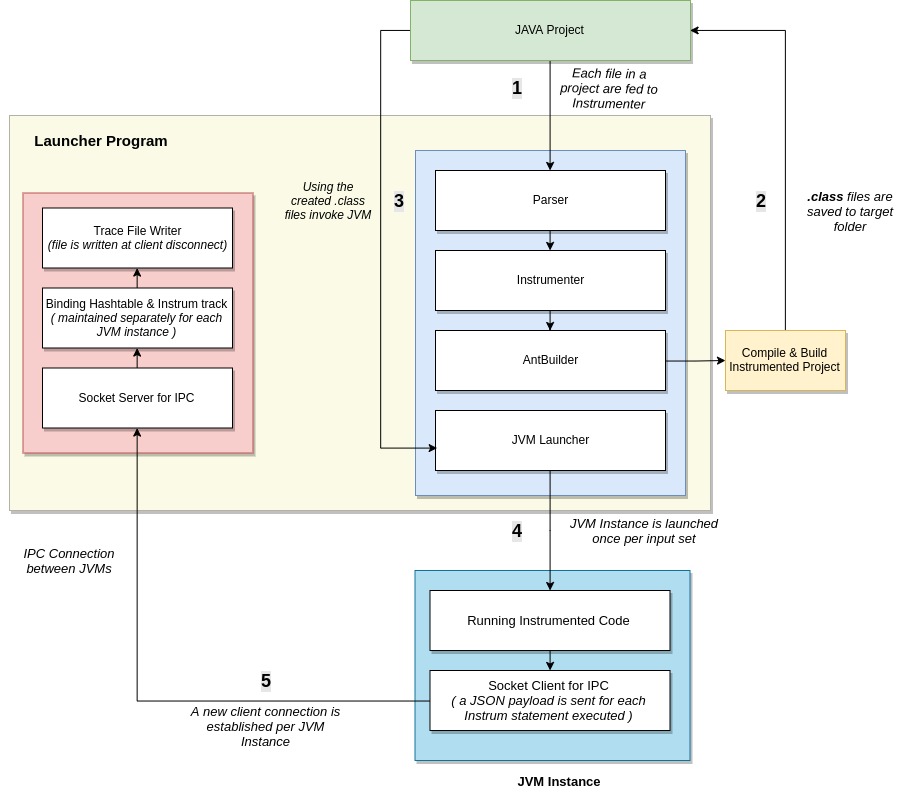 JAVA Project
1
Each file in a
project are fed to
Instrumenter
Launcher Program
Using the
created .class
files invoke JVM
3
Parser
Instrumenter
AntBuilder
JVM Launcher
2
.class files are
saved to target
folder
Compile & Build
Instrumented Project
Trace File Writer
(file is written at client disconnect)
Binding Hashtable & Instrum track
( maintained separately for each
JVM instance )
Socket Server for IPC
4
JVM Instance is launched
once per input set
IPC Connection
between JVMs
Running Instrumented Code
Socket Client for IPC
( a JSON payload is sent for each
Instrum statement executed )
5
A new client connection is
established per JVM
Instance
JVM Instance